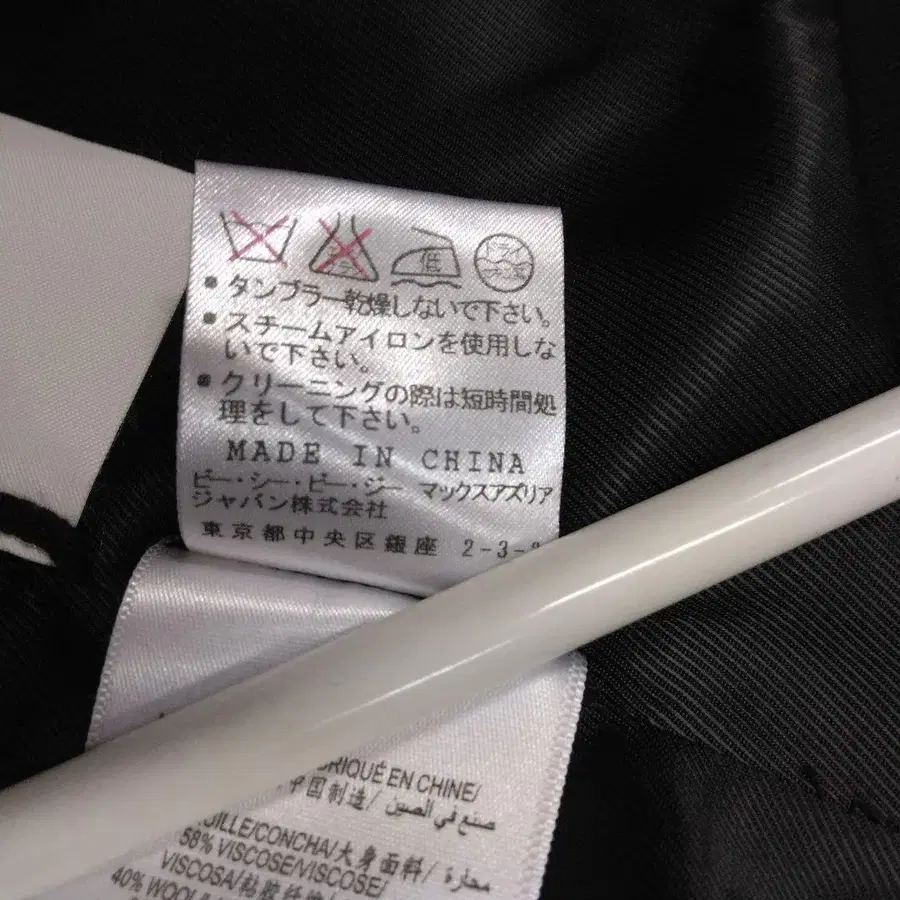 低
ドライ
・タンブラー乾燥しないで下さい。
・スチームアイロンを使用しな
いで下さい。
・クリーニングの際は短時間処
理をして下さい。
MADE IN CHINA
ビー・シー・ビー・ジー マックスアズリア
ジャパン株式会社
東京都中央区銀座 2-3-
RIQUÉ EN CHINE/
中国制造/ صنع في الصين/
UILLE/CONCHA/大身面料/ محارة/
58% VISCOSE/VISCOSE/
VISCOSA/粘胶纤
40% WOOL/